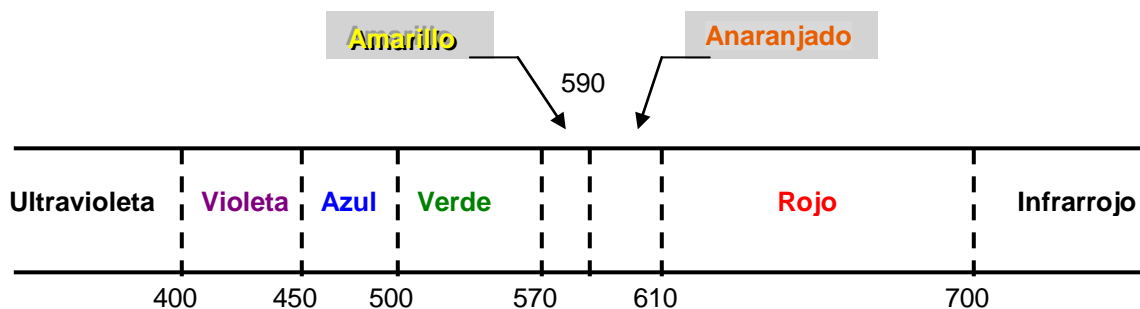 Amarillo
Anaranjado
590
Ultravioleta Violeta Azul Verde Rojo Infrarrojo
400 450 500 570 610 700